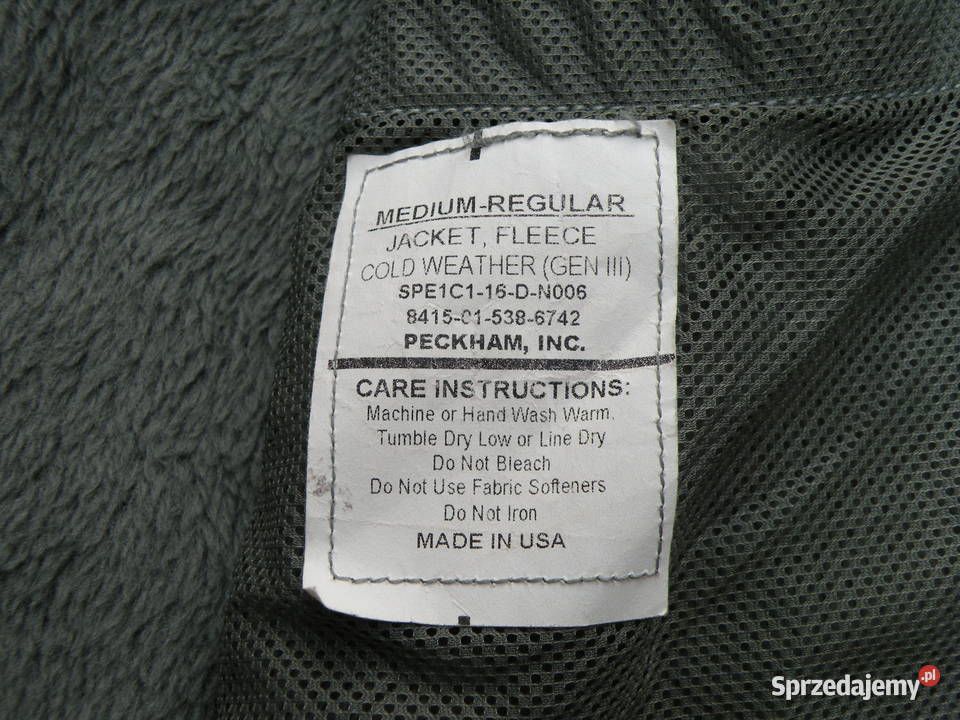 MEDIUM-REGULAR
JACKET, FLEECE
COLD WEATHER (GEN III)
SPE1C1-16-D-N006
8415-01-538-6742
PECKHAM, INC.
CARE INSTRUCTIONS:
Machine or Hand Wash Warm.
Tumble Dry Low or Line Dry
Do Not Bleach
Do Not Use Fabric Softeners
Do Not Iron
MADE IN USA
Sprzedajemy.pl